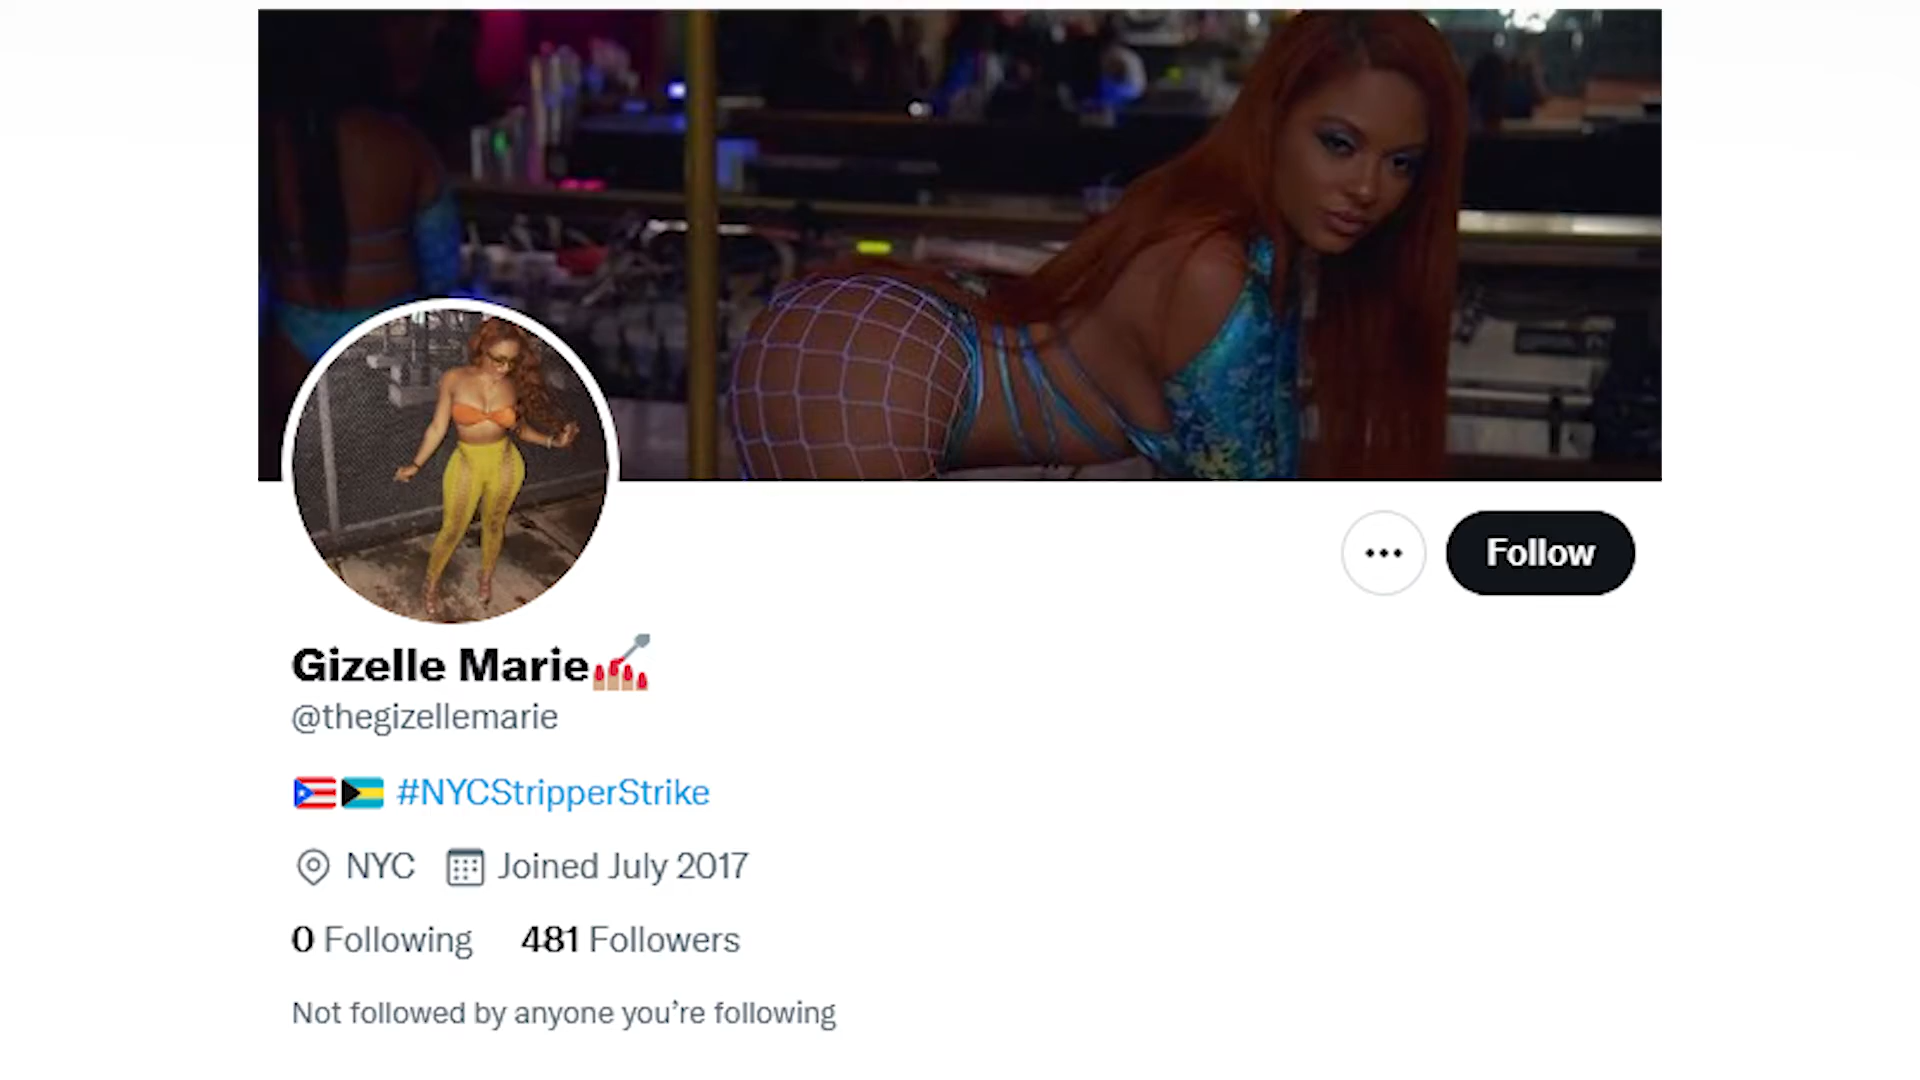 Follow
Gizelle Marie💅
@thegizellemarie
🇵🇷🇧🇸 #NYCStripperStrike
NYC Joined July 2017
0 Following 481 Followers
Not followed by anyone you’re following